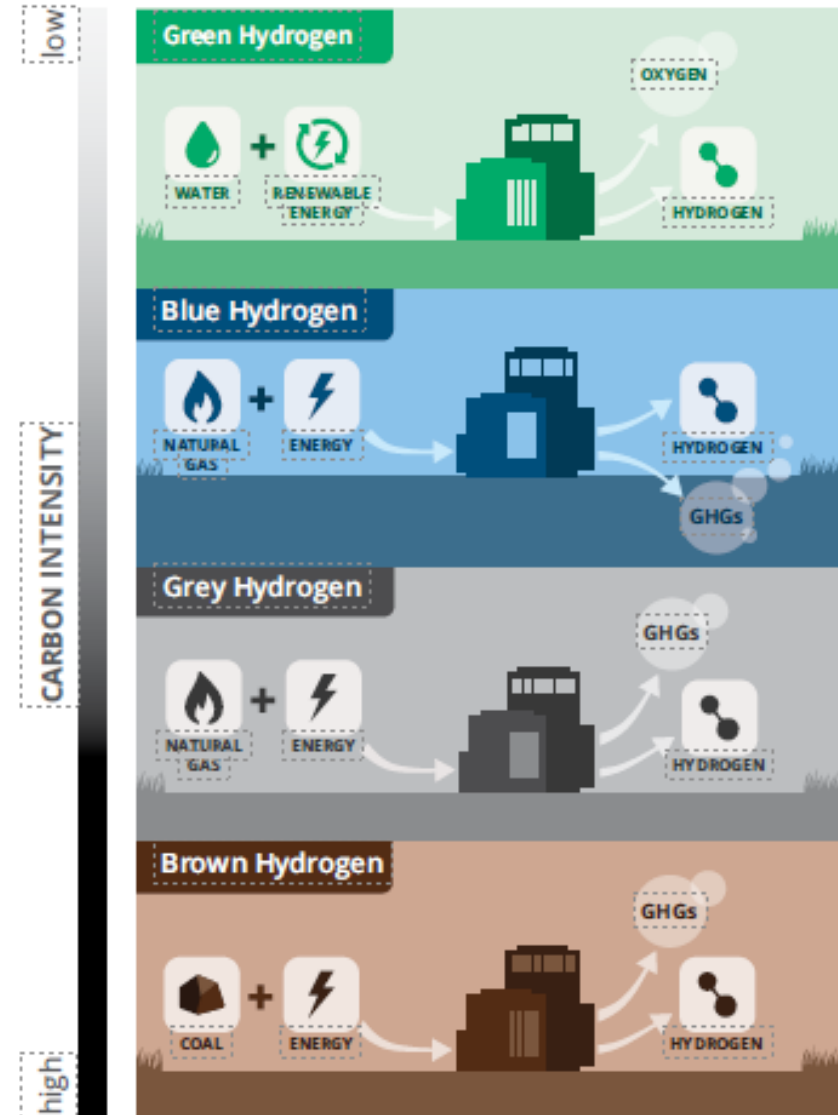 low
CARBON INTENSITY
high
Green Hydrogen
OXYGEN
WATER
RENEWABLE
ENERGY
HYDROGEN
Blue Hydrogen
NATURAL
GAS
ENERGY
HYDROGEN
GHGs
Grey Hydrogen
GHGs
NATURAL
GAS
ENERGY
HYDROGEN
Brown Hydrogen
GHGs
COAL
ENERGY
HYDROGEN